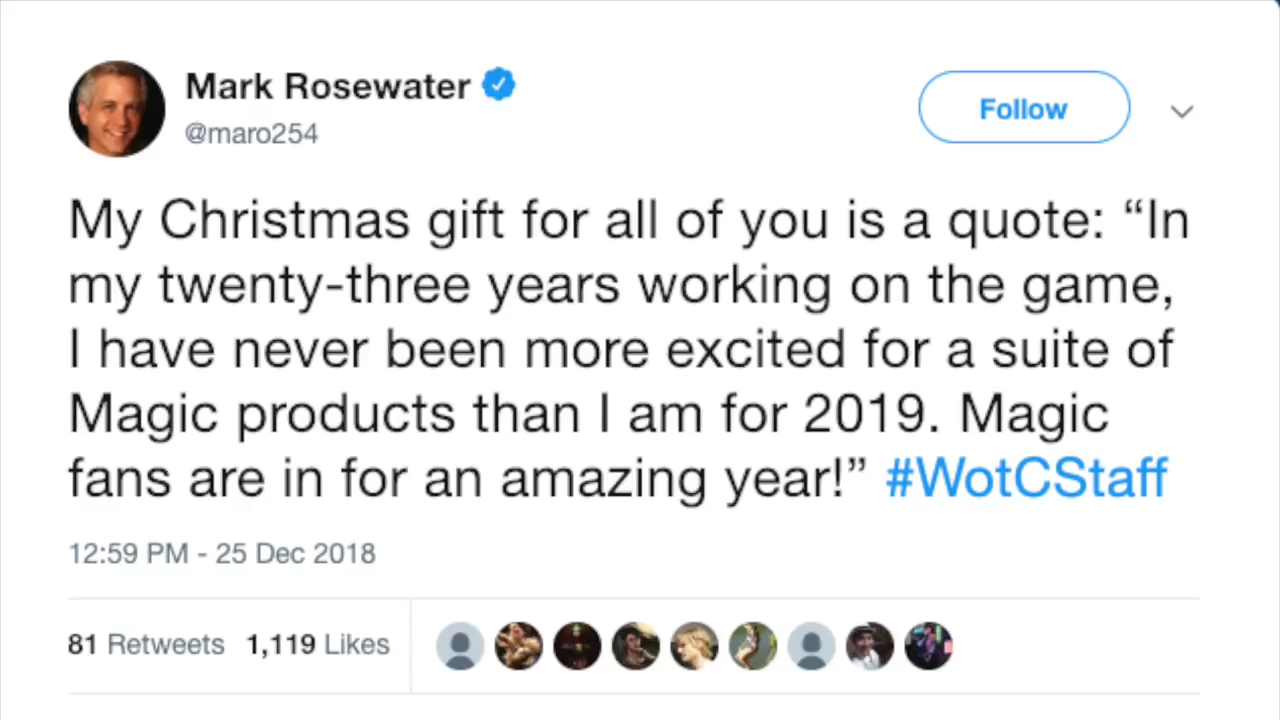 Mark Rosewater
@maro254
Follow
My Christmas gift for all of you is a quote: “In
my twenty-three years working on the game,
I have never been more excited for a suite of
Magic products than I am for 2019. Magic
fans are in for an amazing year!” #WotCStaff
12:59 PM - 25 Dec 2018
81 Retweets 1,119 Likes